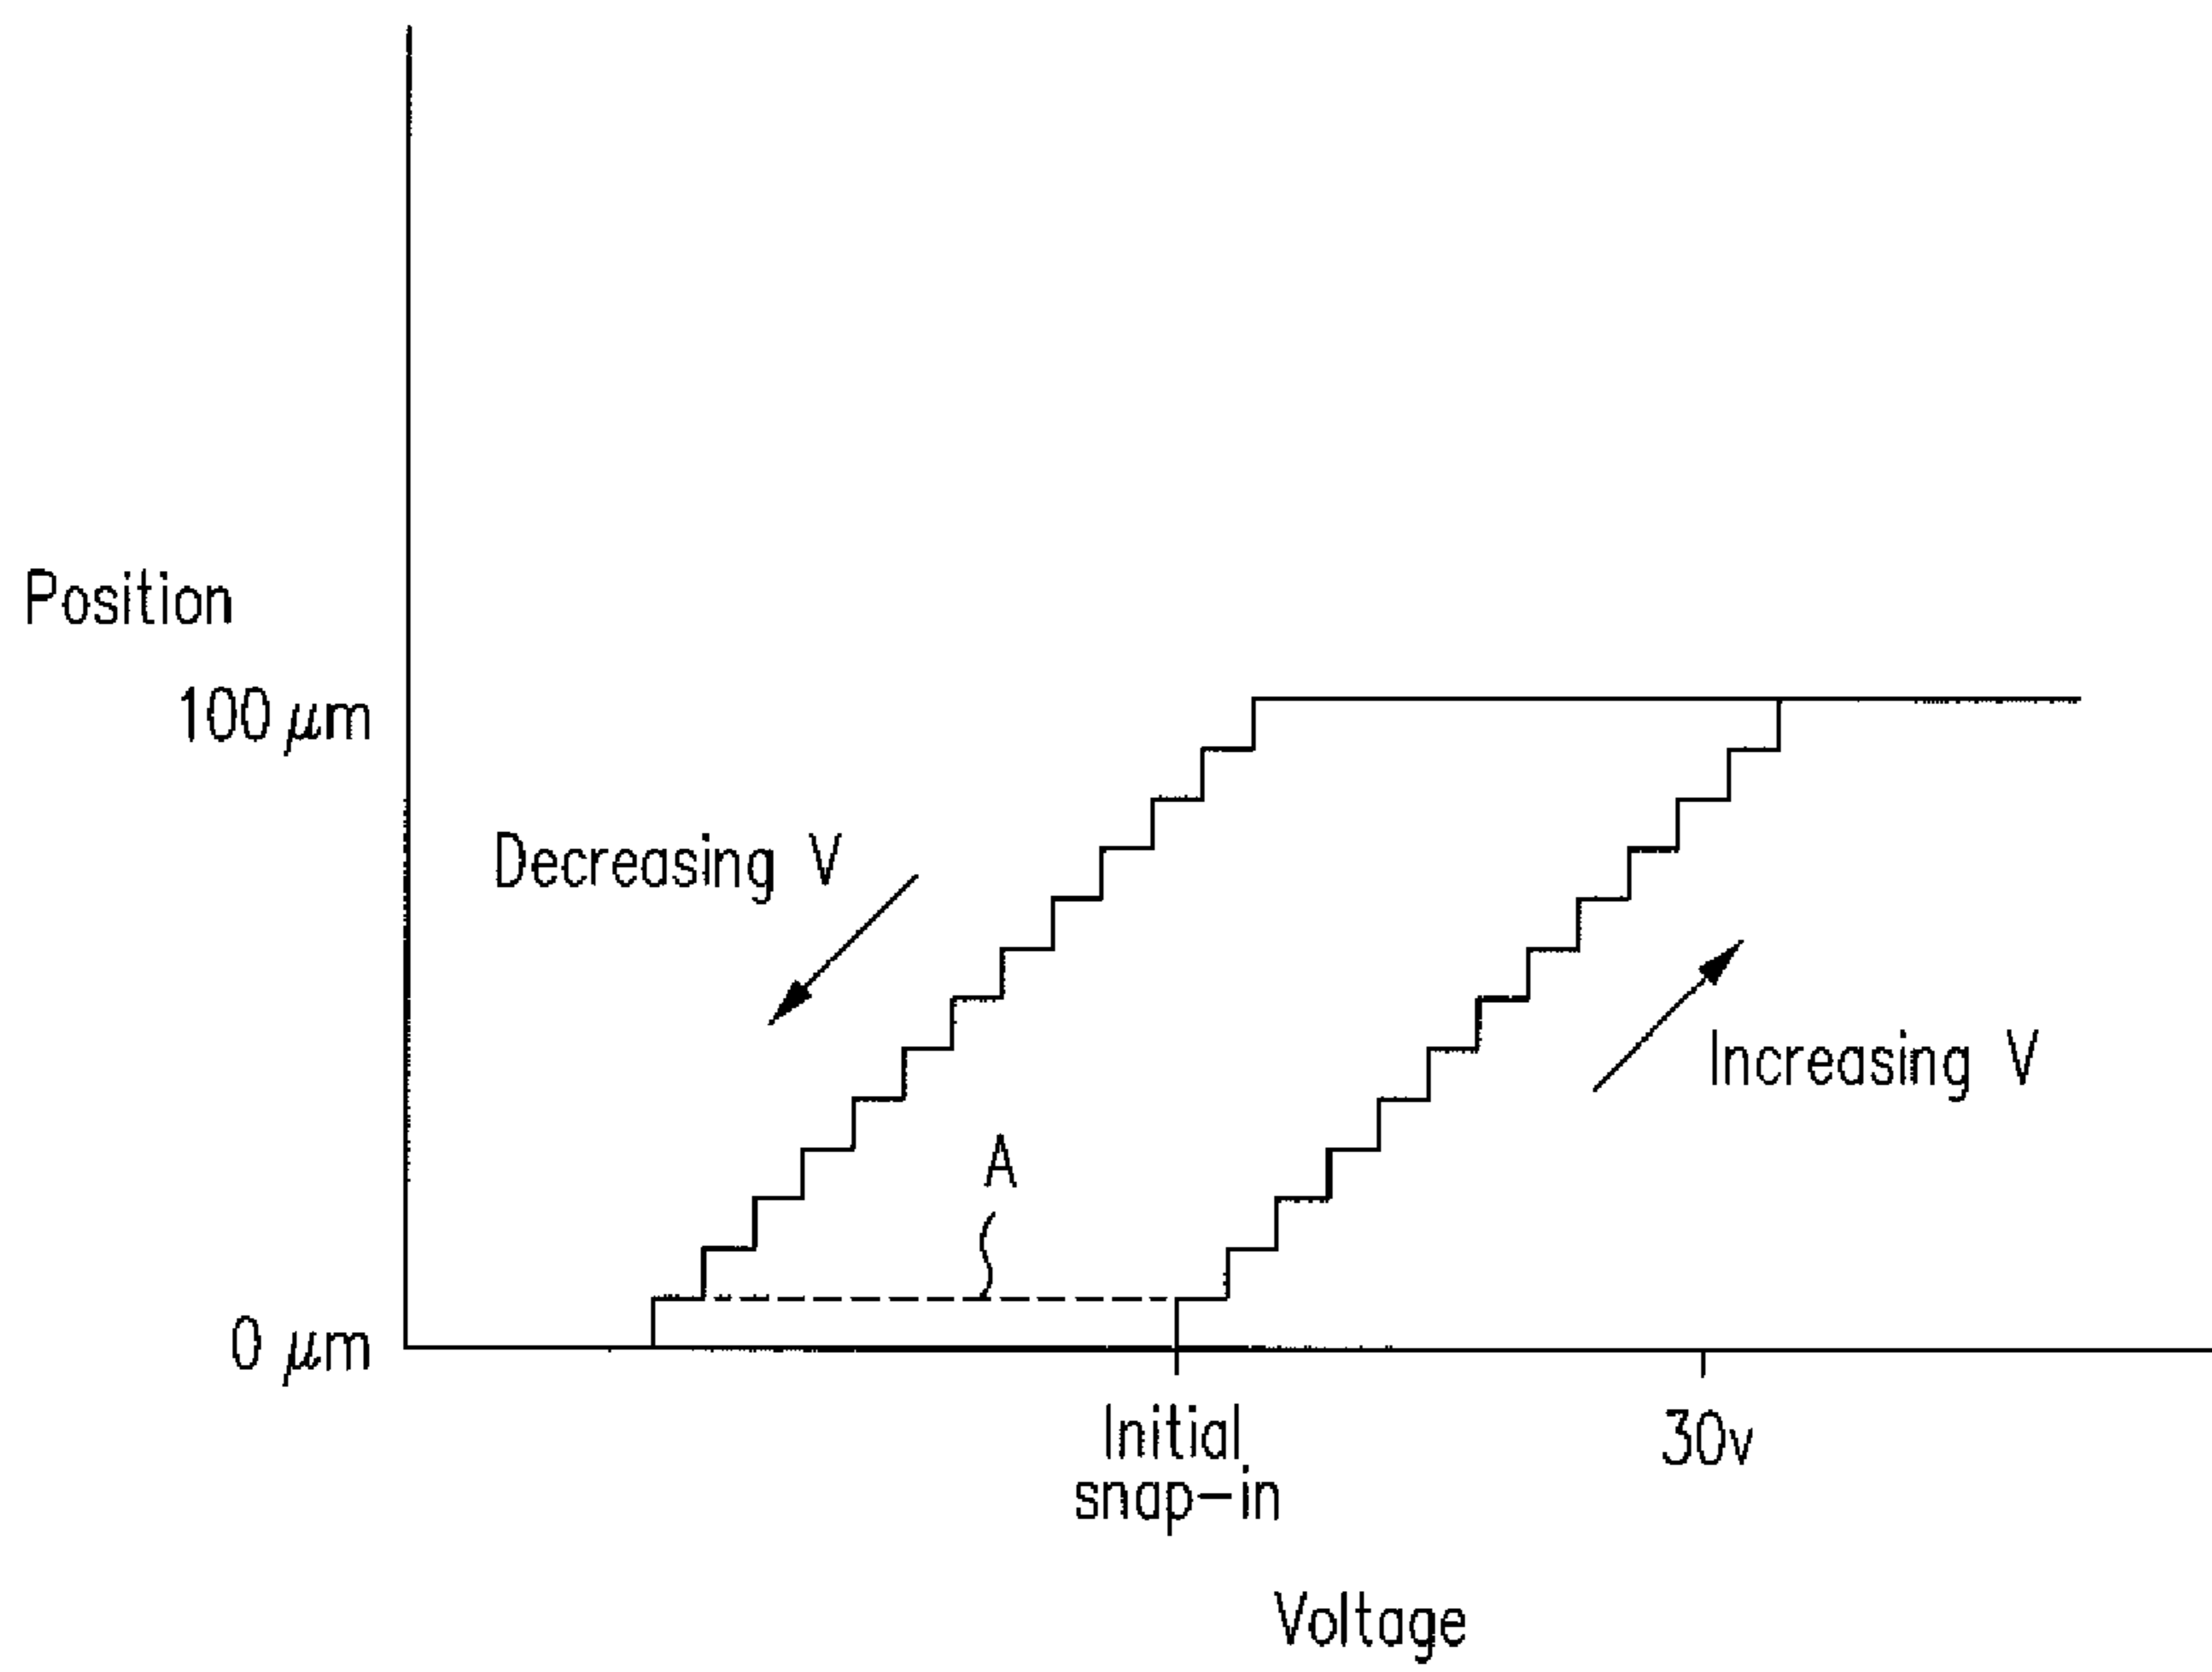 Position
100 μm
Decreasing V
A
Increasing V
0 μm
Initial
snap-in
30v
Voltage